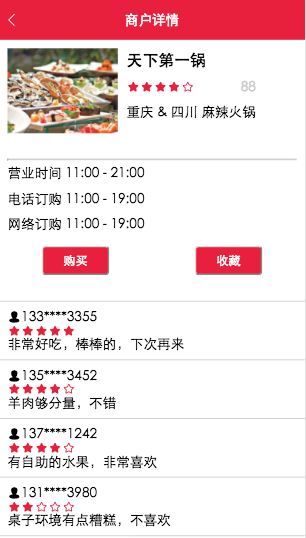 商户详情
天下第一锅
88
重庆 & 四川 麻辣火锅
营业时间 11:00 - 21:00
电话订购 11:00 - 19:00
网络订购 11:00 - 19:00
购买 收藏
133****3355
非常好吃，棒棒的，下次再来
135****3452
羊肉够分量，不错
137****1242
有自助的水果，非常喜欢
131****3980
桌子环境有点糟糕，不喜欢